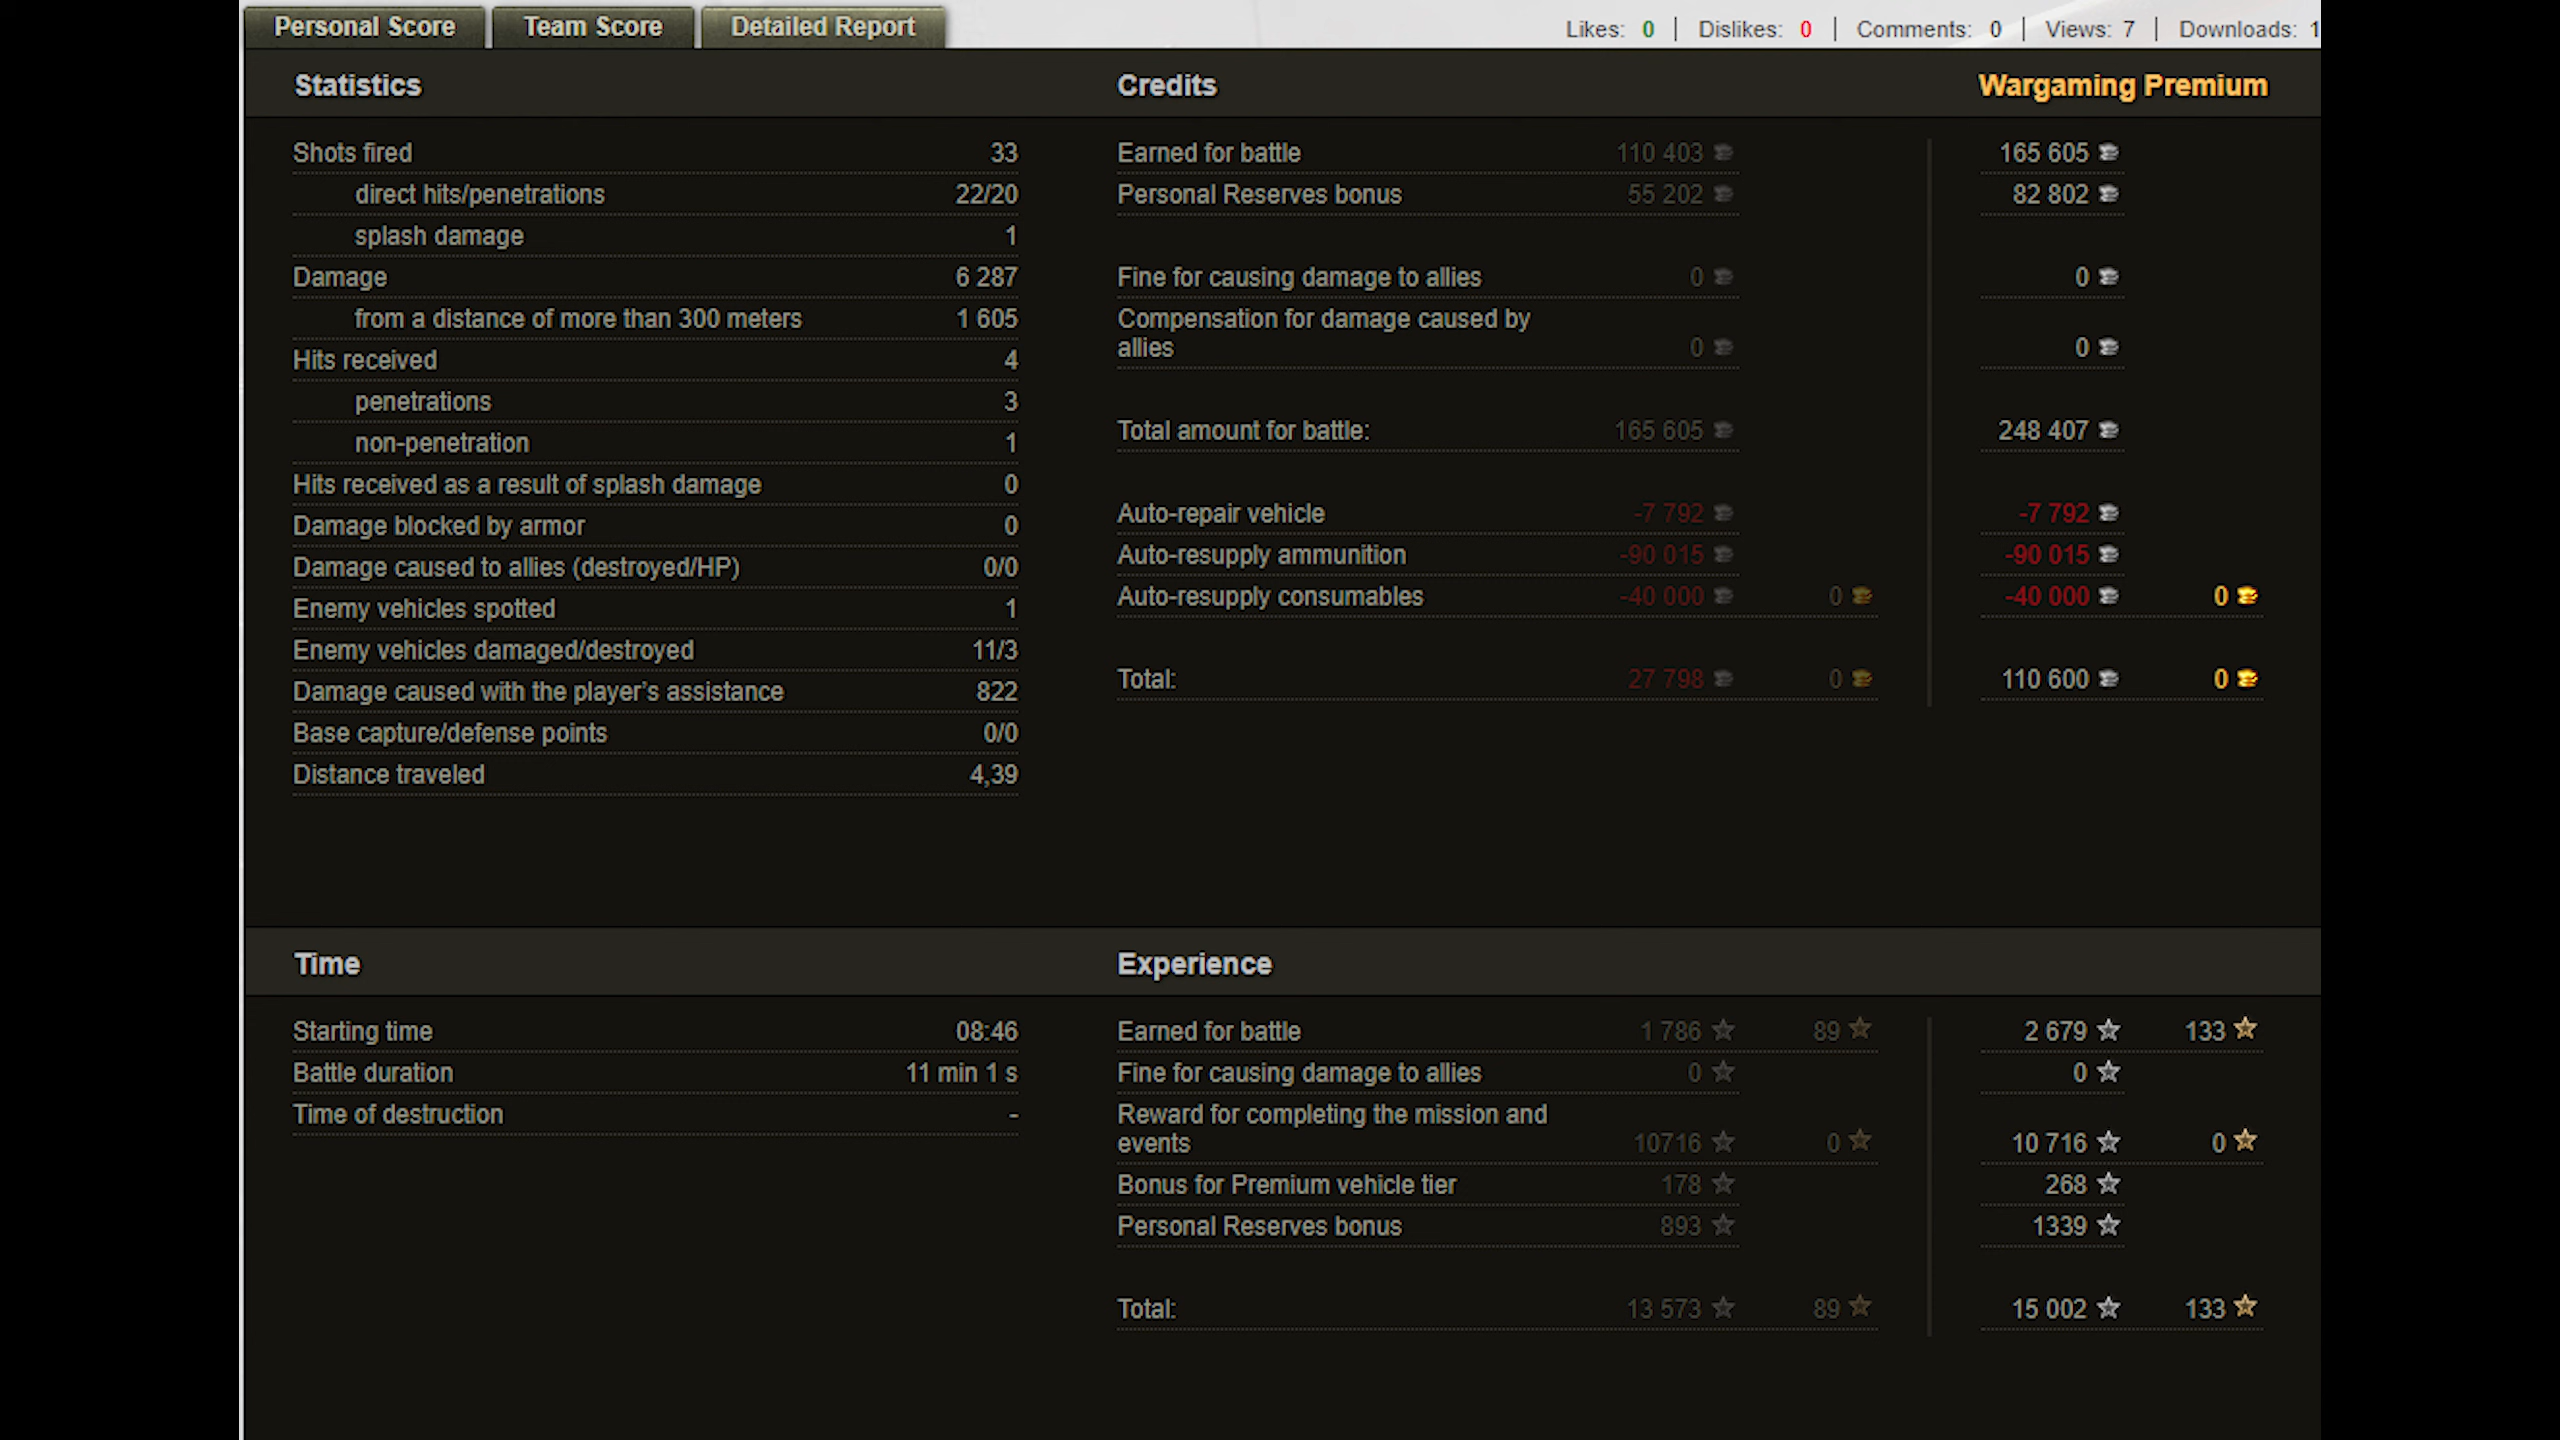 Personal Score Team Score Detailed Report Likes: 0 | Dislikes: 0 | Comments: 0 | Views: 7 | Downloads: 1
Statistics
Shots fired 33
direct hits/penetrations 22/20
splash damage 1
Damage 6 287
from a distance of more than 300 meters 1 605
Hits received 4
penetrations 3
non-penetration 1
Hits received as a result of splash damage 0
Damage blocked by armor 0
Damage caused to allies (destroyed/HP) 0/0
Enemy vehicles spotted 1
Enemy vehicles damaged/destroyed 11/3
Damage caused with the player's assistance 822
Base capture/defense points 0/0
Distance traveled 4,39
Credits Wargaming Premium
Earned for battle 110 403 165 605
Personal Reserves bonus 55 202 82 802
Fine for causing damage to allies 0 0
Compensation for damage caused by
allies 0 0
Total amount for battle: 165 605 248 407
Auto-repair vehicle -7 792 -7 792
Auto-resupply ammunition -90 015 -90 015
Auto-resupply consumables -40 000 0 -40 000 0
Total: 27 798 0 110 600 0
Time
Starting time 08:46
Battle duration 11 min 1 s
Time of destruction -
Experience
Earned for battle 1 786 89 2 679 133
Fine for causing damage to allies 0 0
Reward for completing the mission and
events 10716 0 10 716 0
Bonus for Premium vehicle tier 178 268
Personal Reserves bonus 893 1339
Total: 13 573 89 15 002 133